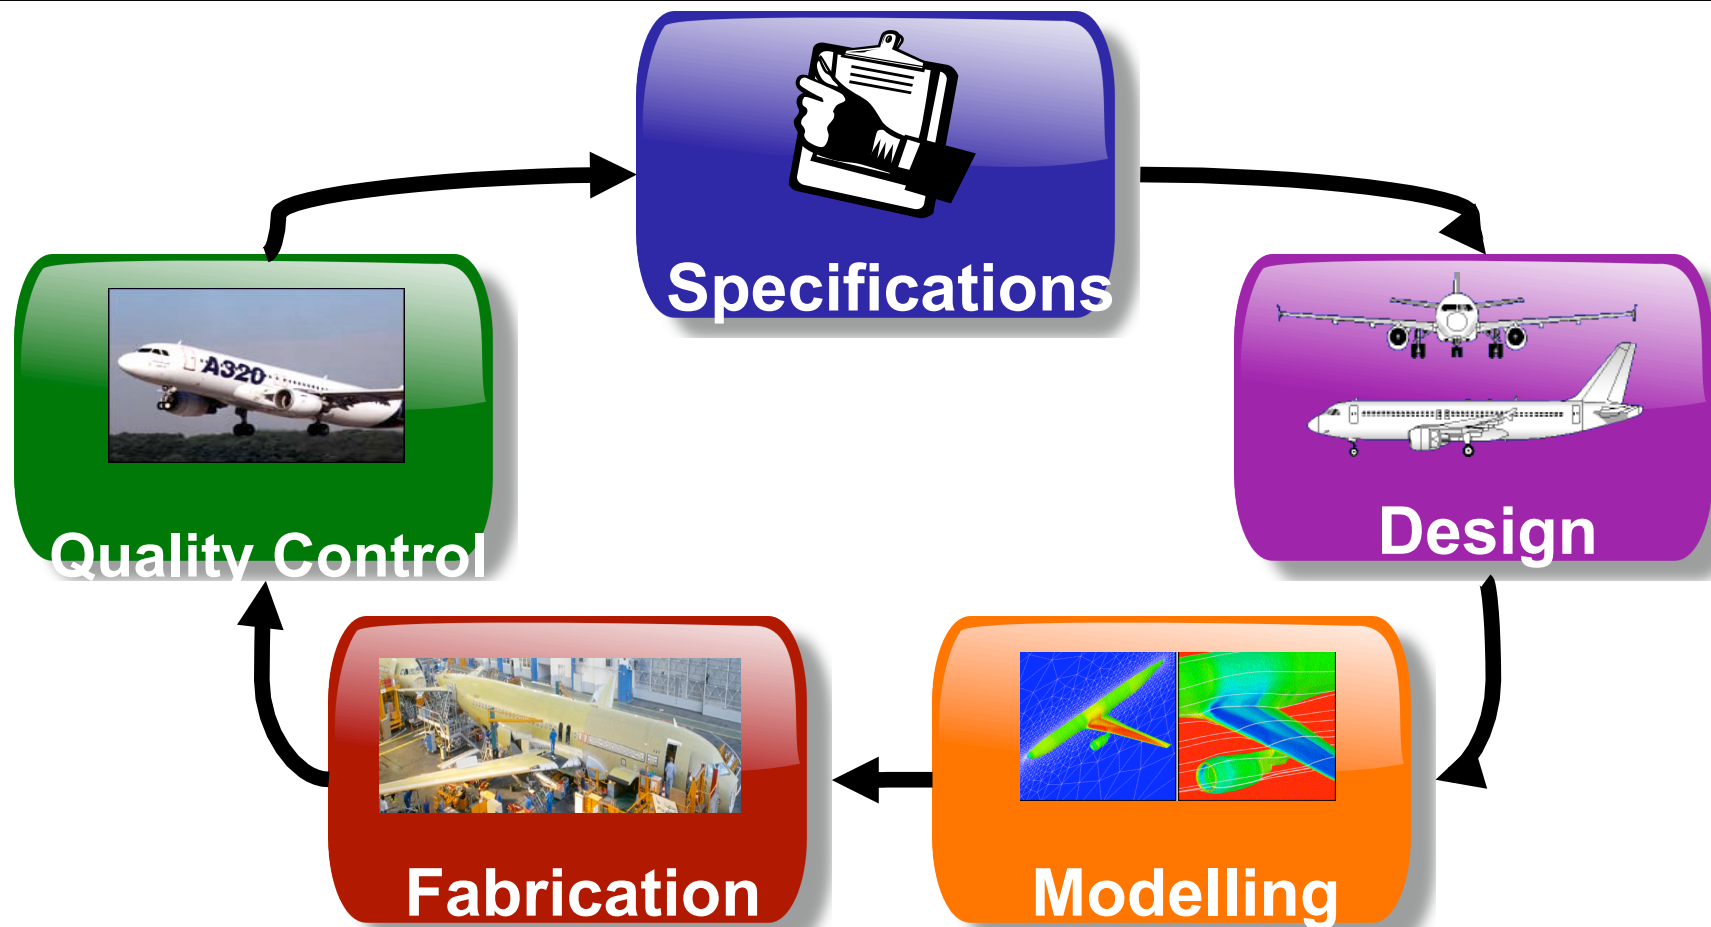 Specifications
Design
Modelling
Fabrication
Quality Control
A320